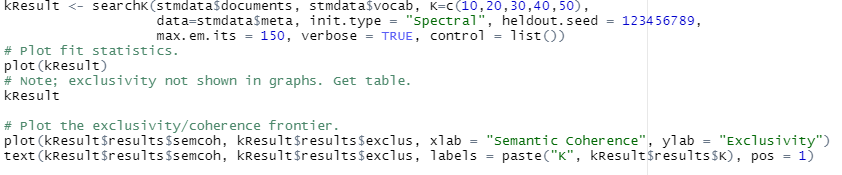 kResult <- searchK(stmdata$documents, stmdata$vocab, K=c(10,20,30,40,50),
data=stmdata$meta, init.type = "Spectral", heldout.seed = 123456789,
max.em.its = 150, verbose = TRUE, control = list())
# Plot fit statistics.
plot(kResult)
# Note; exclusivity not shown in graphs. Get table.
kResult
# Plot the exclusivity/coherence frontier.
plot(kResult$results$semcoh, kResult$results$exclus, xlab = "Semantic Coherence", ylab = "Exclusivity")
text(kResult$results$semcoh, kResult$results$exclus, labels = paste("K", kResult$results$K), pos = 1)